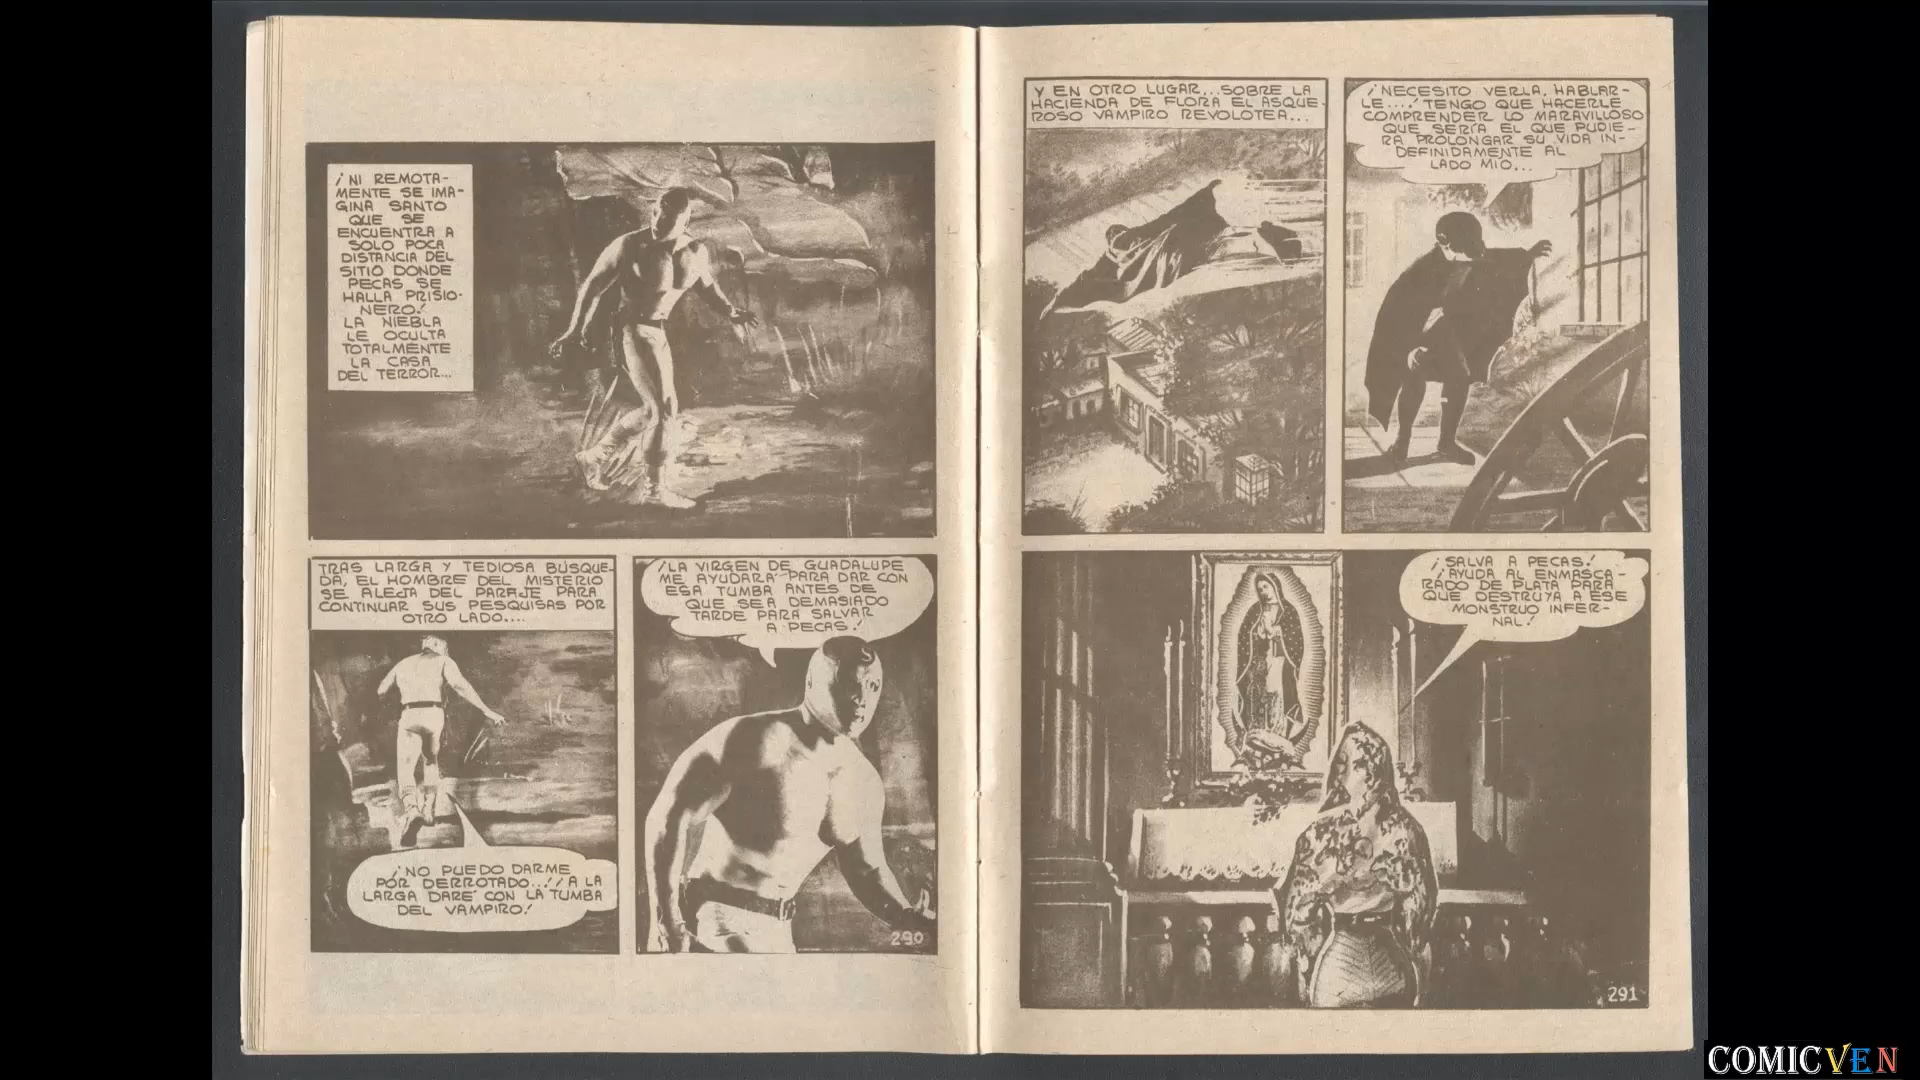 ¡NI REMOTA-
MENTE SE IMA-
GINA SANTO
QUE SE
ENCUENTRA A
SOLO POCA
DISTANCIA DEL
SITIO DONDE
PECAS SE
HALLA PRISIO-
NERO!
LA NIEBLA
LE OCULTA
TOTALMENTE
LA CASA
DEL TERROR...
TRAS LARGA Y TEDIOSA BÚSQUE-
DA, EL HOMBRE DEL MISTERIO
SE ALEJA DEL PARAJE PARA
CONTINUAR SUS PESQUISAS POR
OTRO LADO....
¡NO PUEDO DARME
POR DERROTADO...! ¡A LA
LARGA DARÉ CON LA TUMBA
DEL VAMPIRO!
¡LA VIRGEN DE GUADALUPE
ME AYUDARÁ PARA DAR CON
ESA TUMBA ANTES DE
QUE SEA DEMASIADO
TARDE PARA SALVAR
A PECAS!
S
290
Y EN OTRO LUGAR...SOBRE LA
HACIENDA DE FLORA EL ASQUE-
ROSO VAMPIRO REVOLOTEA...
¡NECESITO VERLA, HABLAR-
LE....! TENGO QUE HACERLE
COMPRENDER LO MARAVILLOSO
QUE SERÍA EL QUE PUDIE-
RA PROLONGAR SU VIDA IN-
DEFINIDAMENTE AL
LADO MIO...
¡SALVA A PECAS!
¡AYUDA AL ENMASCA-
RADO DE PLATA PARA
QUE DESTRUYA A ESE
MONSTRUO INFER-
NAL!
291
COMICVEN